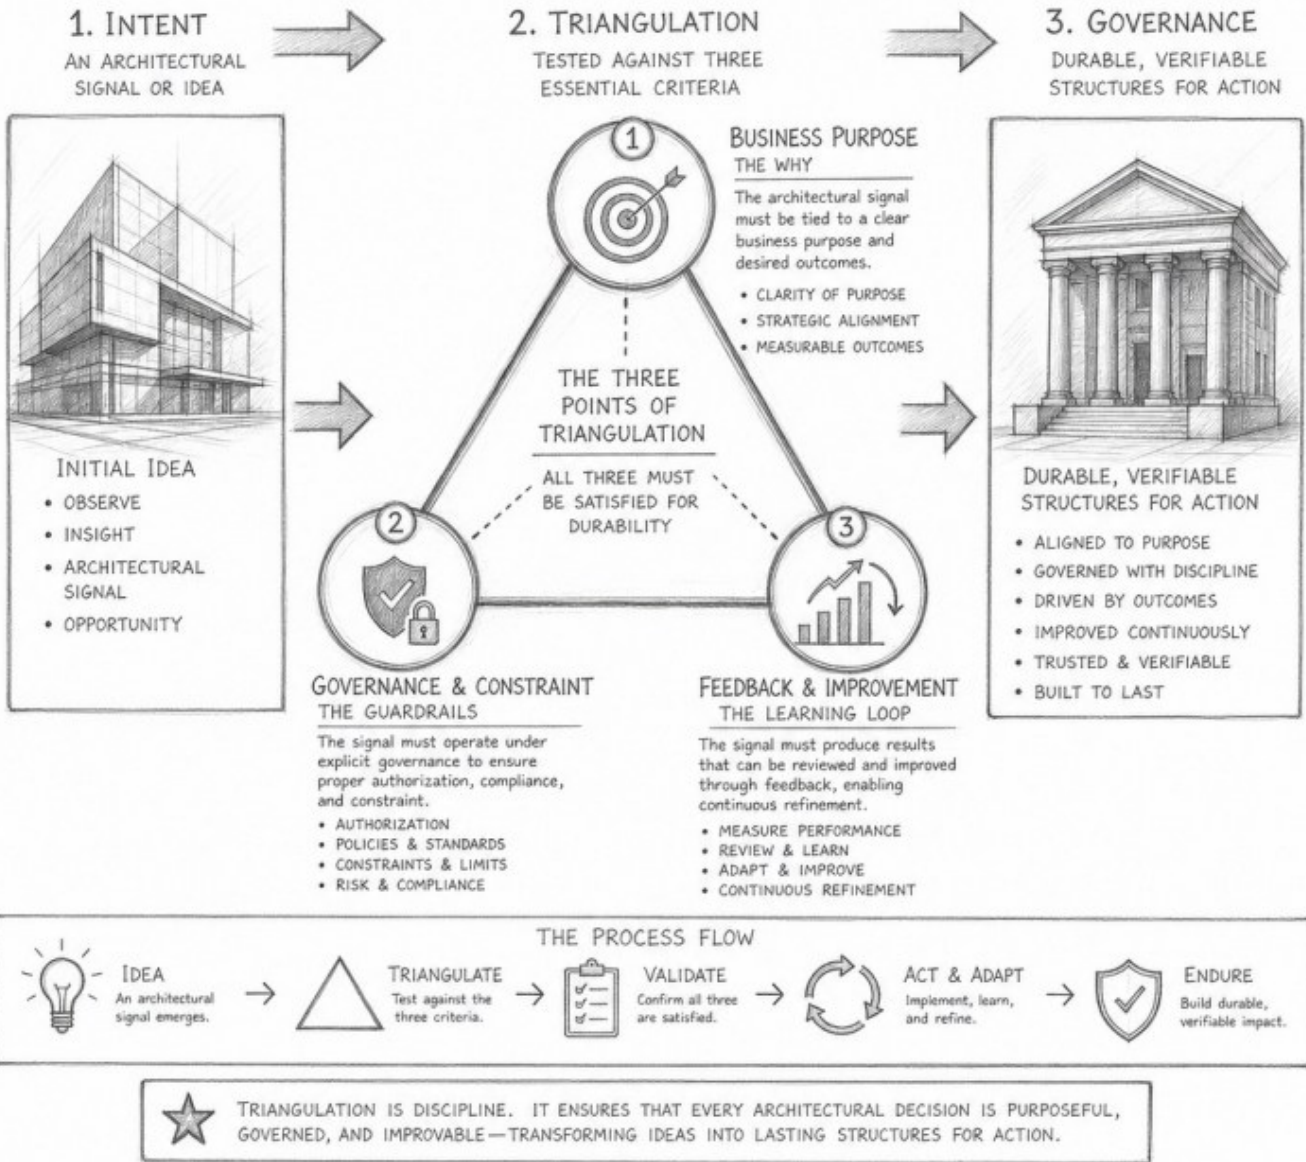 1. INTENT
AN ARCHITECTURAL
SIGNAL OR IDEA
2. TRIANGULATION
TESTED AGAINST THREE
ESSENTIAL CRITERIA
3. GOVERNANCE
DURABLE, VERIFIABLE
STRUCTURES FOR ACTION
INITIAL IDEA
• OBSERVE
• INSIGHT
• ARCHITECTURAL
SIGNAL
• OPPORTUNITY
1
BUSINESS PURPOSE
THE WHY
The architectural signal
must be tied to a clear
business purpose and
desired outcomes.
• CLARITY OF PURPOSE
• STRATEGIC ALIGNMENT
• MEASURABLE OUTCOMES
THE THREE
POINTS OF
TRIANGULATION
ALL THREE MUST
BE SATISFIED FOR
DURABILITY
2
GOVERNANCE & CONSTRAINT
THE GUARDRAILS
The signal must operate under
explicit governance to ensure
proper authorization, compliance,
and constraint.
• AUTHORIZATION
• POLICIES & STANDARDS
• CONSTRAINTS & LIMITS
• RISK & COMPLIANCE
3
FEEDBACK & IMPROVEMENT
THE LEARNING LOOP
The signal must produce results
that can be reviewed and improved
through feedback, enabling
continuous refinement.
• MEASURE PERFORMANCE
• REVIEW & LEARN
• ADAPT & IMPROVE
• CONTINUOUS REFINEMENT
DURABLE, VERIFIABLE
STRUCTURES FOR ACTION
• ALIGNED TO PURPOSE
• GOVERNED WITH DISCIPLINE
• DRIVEN BY OUTCOMES
• IMPROVED CONTINUOUSLY
• TRUSTED & VERIFIABLE
• BUILT TO LAST
THE PROCESS FLOW
IDEA
An architectural
signal emerges.
TRIANGULATE
Test against the
three criteria.
VALIDATE
Confirm all three
are satisfied.
ACT & ADAPT
Implement, learn,
and refine.
ENDURE
Build durable,
verifiable impact.
TRIANGULATION IS DISCIPLINE. IT ENSURES THAT EVERY ARCHITECTURAL DECISION IS PURPOSEFUL,
GOVERNED, AND IMPROVABLE—TRANSFORMING IDEAS INTO LASTING STRUCTURES FOR ACTION.